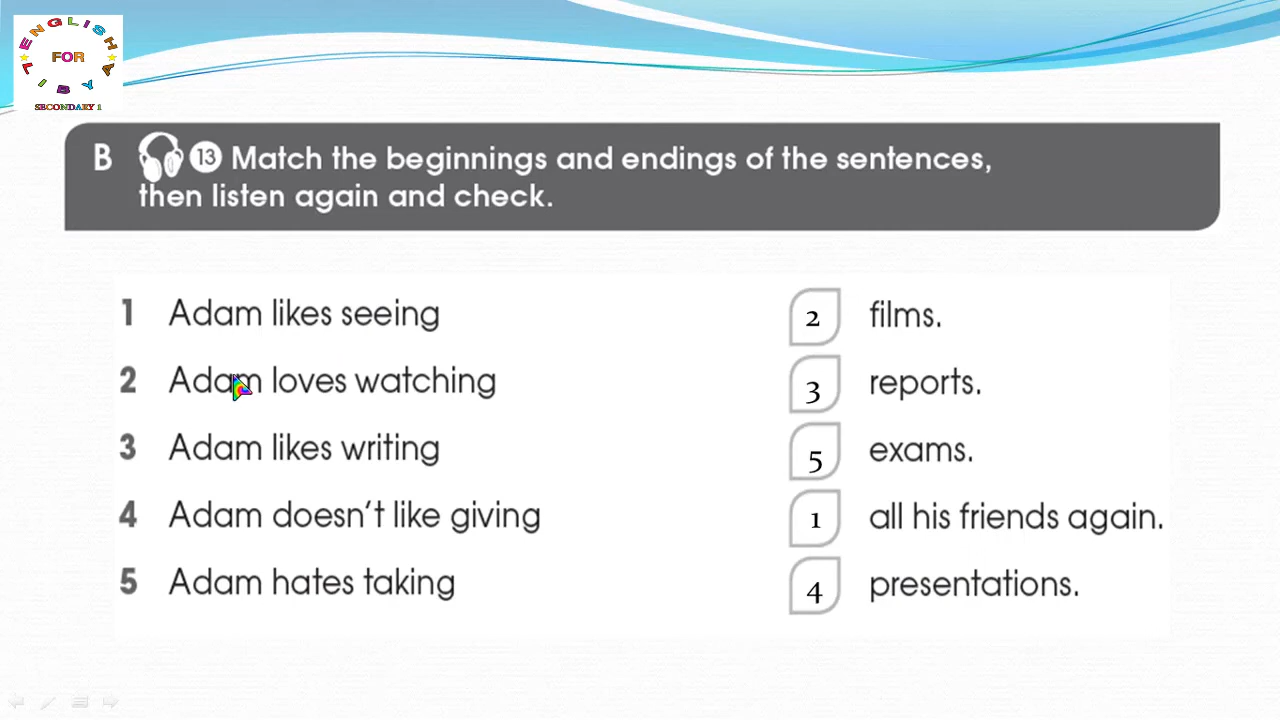 ENGLISH
FOR
LIBYA
SECONDARY 1
B 13 Match the beginnings and endings of the sentences,
then listen again and check.
1 Adam likes seeing 2 films.
2 Adam loves watching 3 reports.
3 Adam likes writing 5 exams.
4 Adam doesn't like giving 1 all his friends again.
5 Adam hates taking 4 presentations.